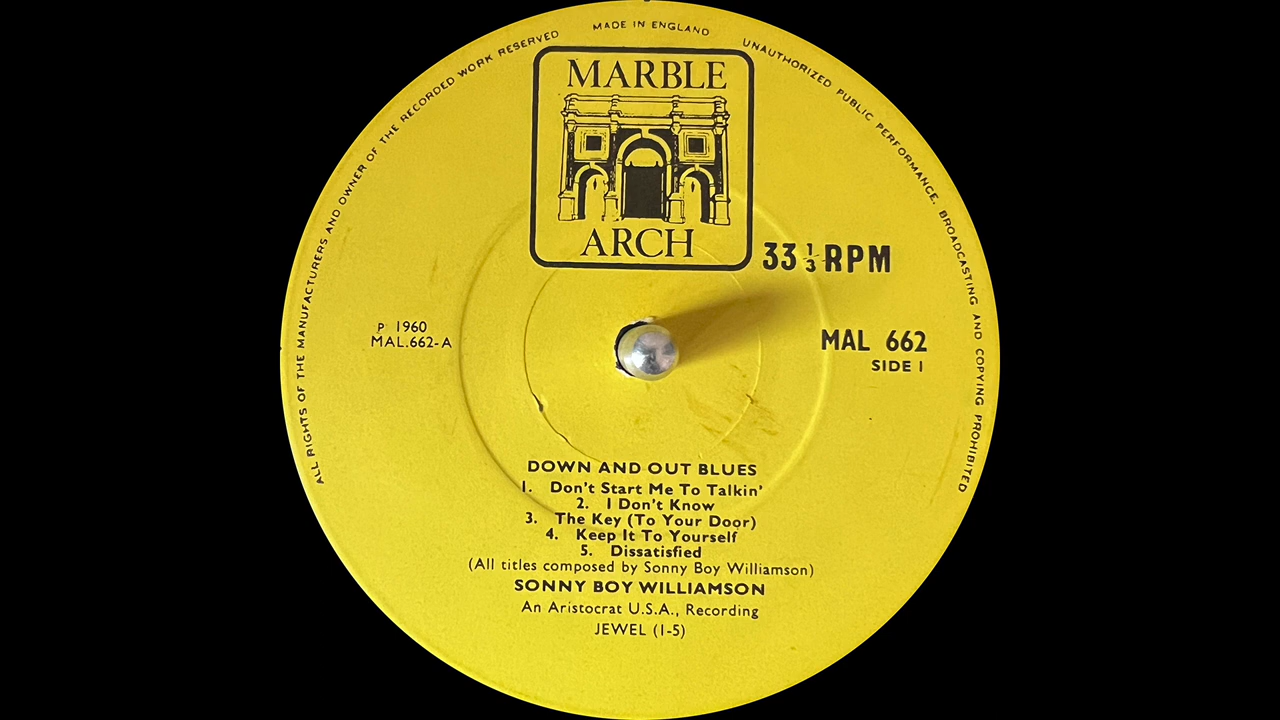 ALL RIGHTS OF THE MANUFACTURERS AND OWNER OF THE RECORDED WORK RESERVED
MADE IN ENGLAND
UNAUTHORIZED PUBLIC PERFORMANCE, BROADCASTING AND COPYING PROHIBITED
MARBLE
ARCH
33 1/3 RPM
P 1960
MAL.662-A
MAL 662
SIDE 1
DOWN AND OUT BLUES
1. Don't Start Me To Talkin'
2. I Don't Know
3. The Key (To Your Door)
4. Keep It To Yourself
5. Dissatisfied
(All titles composed by Sonny Boy Williamson)
SONNY BOY WILLIAMSON
An Aristocrat U.S.A., Recording
JEWEL (1-5)